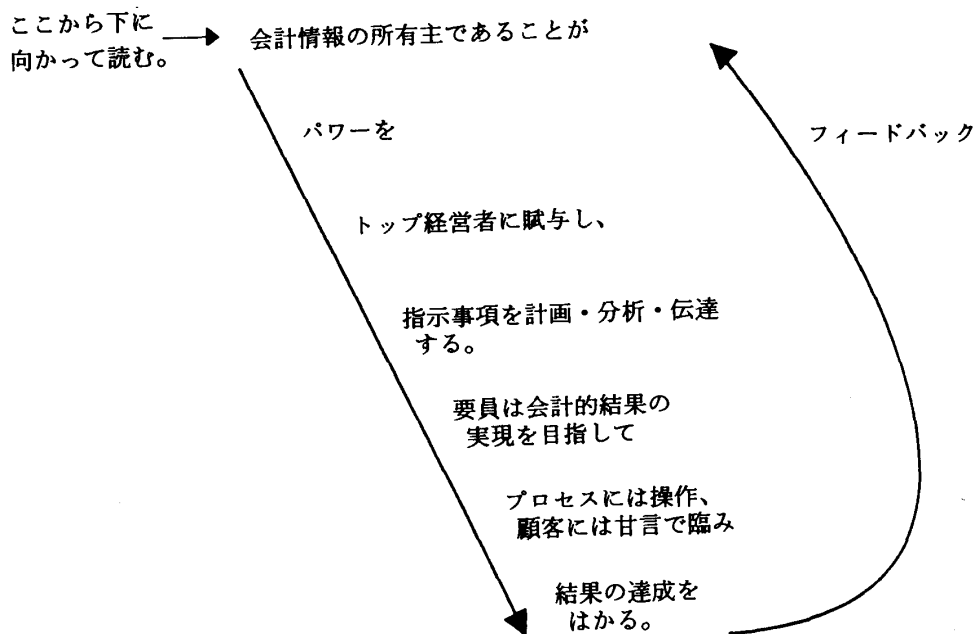 ここから下に
向かって読む。
会計情報の所有主であることが
パワーを
フィードバック
トップ経営者に賦与し、
指示事項を計画・分析・伝達
する。
要員は会計的結果の
実現を目指して
プロセスには操作、
顧客には甘言で臨み
結果の達成を
はかる。